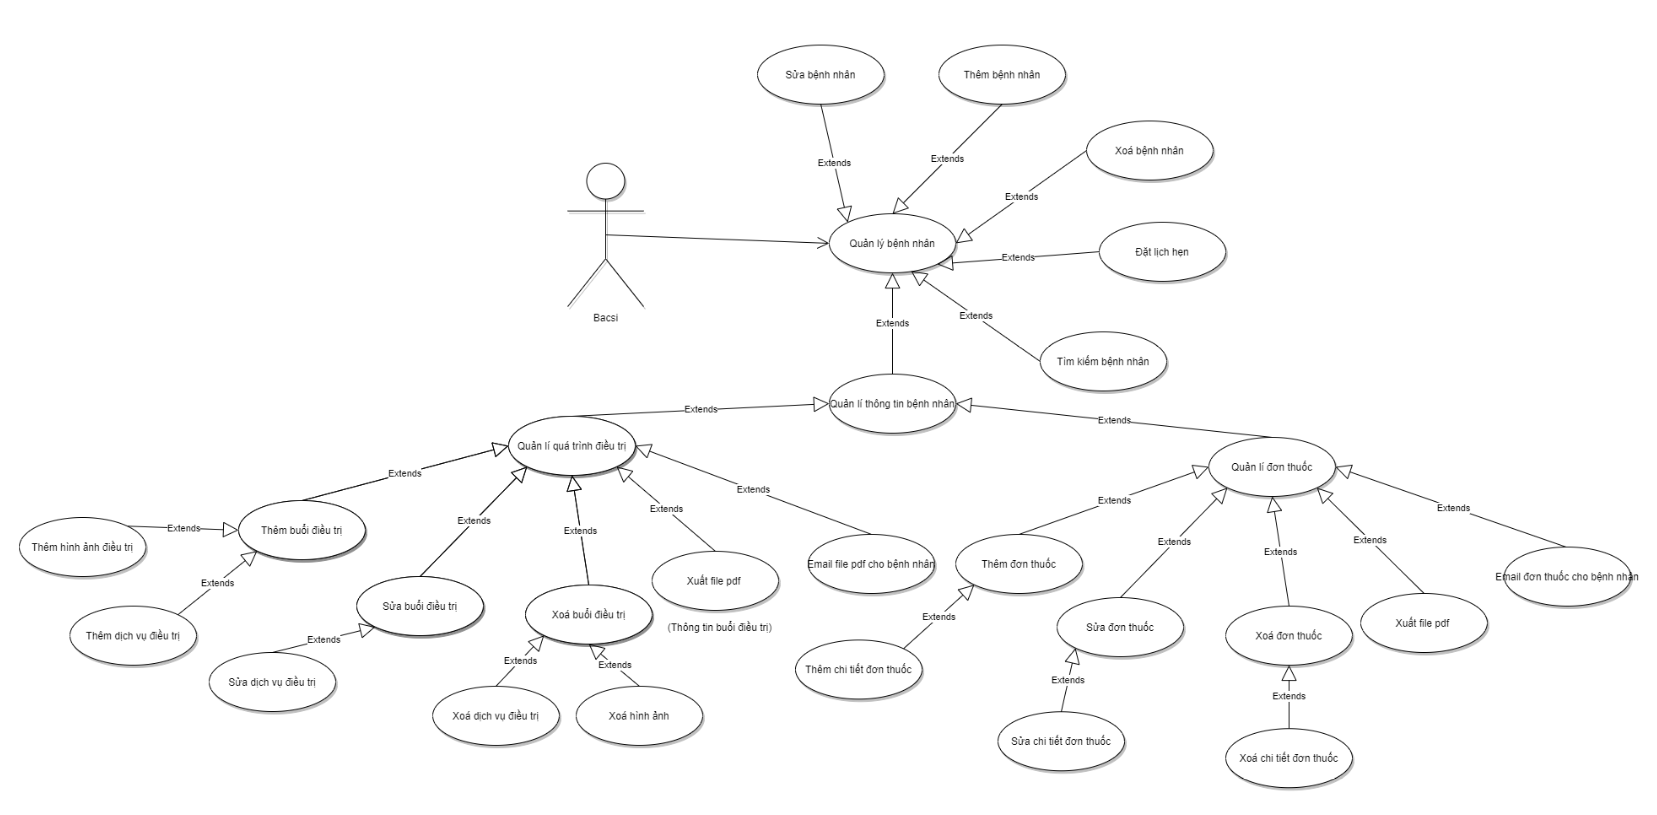 Sửa bệnh nhân
Thêm bệnh nhân
Xoá bệnh nhân
Extends
Extends
Extends
Quản lý bệnh nhân
Đặt lịch hẹn
Extends
Bacsi
Extends
Extends
Tìm kiếm bệnh nhân
Quản lí thông tin bệnh nhân
Extends
Extends
Quản lí quá trình điều trị
Quản lí đơn thuốc
Extends
Extends
Extends
Extends
Extends
Extends
Extends
Extends
Thêm hình ảnh điều trị
Thêm buổi điều trị
Extends
Extends
Extends
Extends
Extends
Email file pdf cho bệnh nhân
Thêm đơn thuốc
Email đơn thuốc cho bệnh nhân
Xuất file pdf
Extends
Sửa buổi điều trị
Xoá buổi điều trị
(Thông tin buổi điều trị)
Extends
Sửa đơn thuốc
Xoá đơn thuốc
Xuất file pdf
Thêm dịch vụ điều trị
Extends
Extends
Extends
Thêm chi tiết đơn thuốc
Sửa dịch vụ điều trị
Extends
Extends
Xoá dịch vụ điều trị
Xoá hình ảnh
Sửa chi tiết đơn thuốc
Xoá chi tiết đơn thuốc